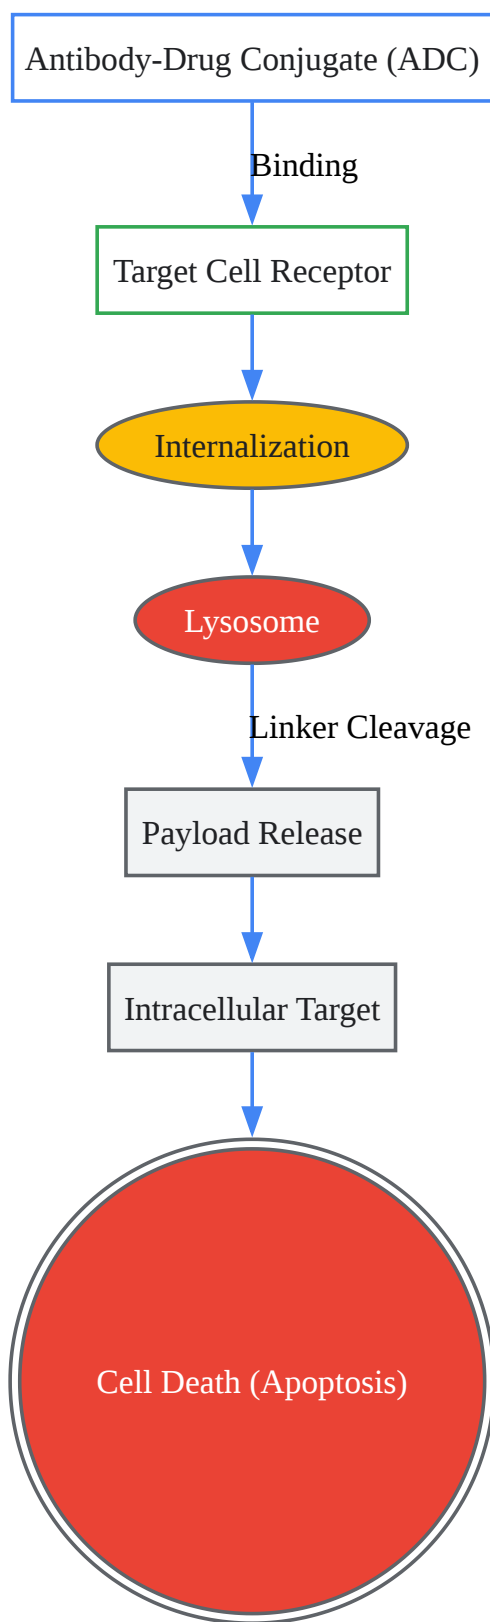 Antibody-Drug Conjugate (ADC)
Binding
Target Cell Receptor
Internalization
Lysosome
Linker Cleavage
Payload Release
Intracellular Target
Cell Death (Apoptosis)